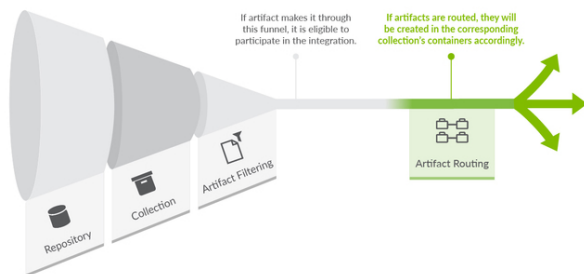 If artifact makes it through
this funnel, it is eligible to
participate in the integration.
If artifacts are routed, they will
be created in the corresponding
collection's containers accordingly.
Repository
Collection
Artifact Filtering
Artifact Routing